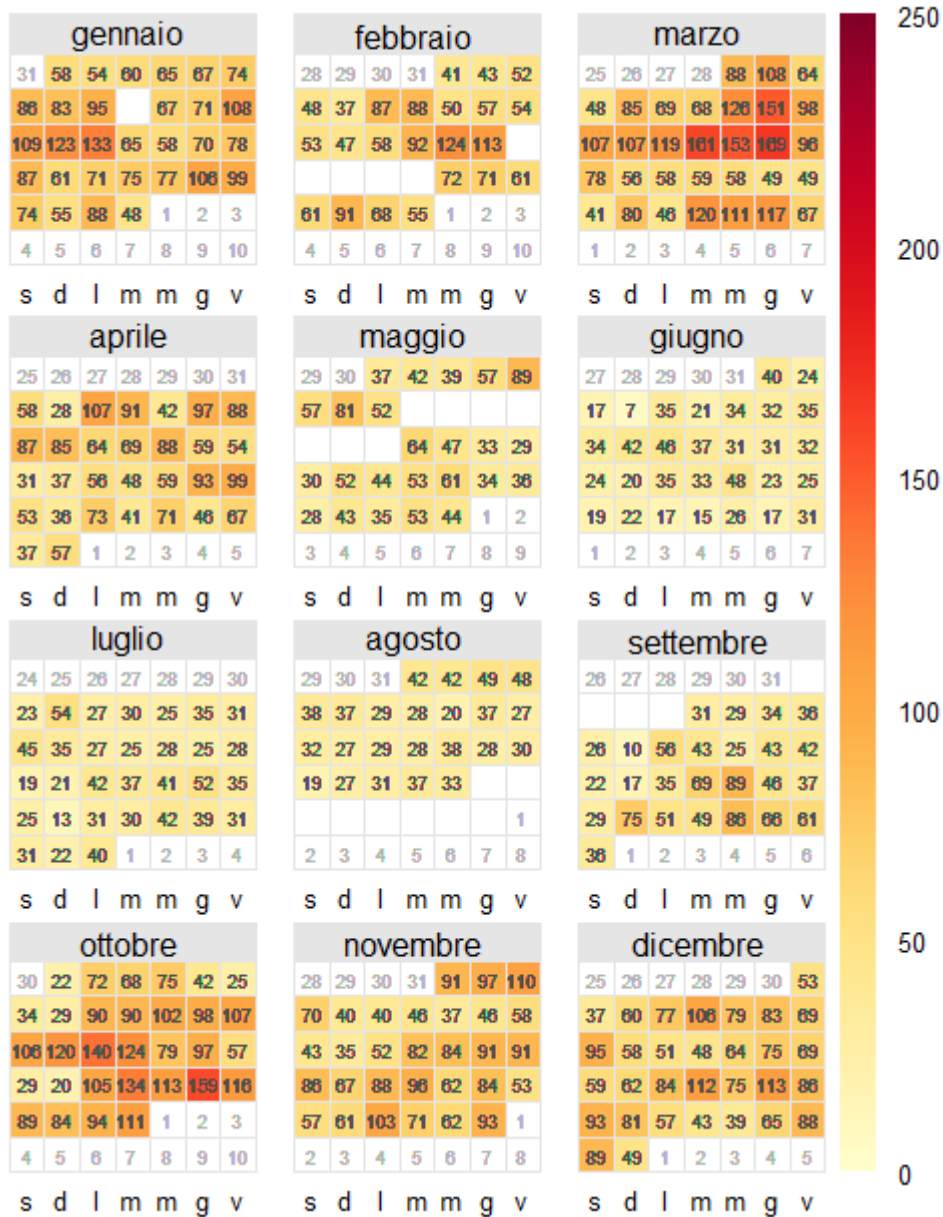 gennaio febbraio marzo 250
31 58 54 60 65 67 74 28 29 30 31 41 43 52 25 26 27 28 88 108 64
86 83 95 67 71 108 48 37 87 88 50 57 54 48 85 69 68 126 151 98
109 123 133 65 58 70 78 53 47 58 92 124 113 107 107 119 161 153 169 96
87 61 71 75 77 106 99 72 71 61 78 56 58 59 58 49 49
74 55 88 48 1 2 3 61 91 68 55 1 2 3 41 80 46 120 111 117 67
4 5 6 7 8 9 10 4 5 6 7 8 9 10 1 2 3 4 5 6 7 200
s d l m m g v s d l m m g v s d l m m g v
aprile maggio giugno
25 26 27 28 29 30 31 29 30 37 42 39 57 89 27 28 29 30 31 40 24
58 28 107 91 42 97 88 57 81 52 17 7 35 21 34 32 35
87 85 64 69 88 59 54 64 47 33 29 34 42 46 37 31 31 32
31 37 56 48 59 93 99 30 52 44 53 61 34 36 24 20 35 33 48 23 25 150
53 36 73 41 71 46 67 28 43 35 53 44 1 2 19 22 17 15 26 17 31
37 57 1 2 3 4 5 3 4 5 6 7 8 9 1 2 3 4 5 6 7
s d l m m g v s d l m m g v s d l m m g v
luglio agosto settembre
24 25 26 27 28 29 30 29 30 31 42 42 49 48 26 27 28 29 30 31
23 54 27 30 25 35 31 38 37 29 28 20 37 27 31 29 34 36 100
45 35 27 25 28 25 28 32 27 29 28 38 28 30 26 10 56 43 25 43 42
19 21 42 37 41 52 35 19 27 31 37 33 22 17 35 69 89 46 37
25 13 31 30 42 39 31 1 29 75 51 49 86 66 61
31 22 40 1 2 3 4 2 3 4 5 6 7 8 36 1 2 3 4 5 6
s d l m m g v s d l m m g v s d l m m g v
ottobre novembre dicembre 50
30 22 72 68 75 42 25 28 29 30 31 91 97 110 25 26 27 28 29 30 53
34 29 90 90 102 98 107 70 40 40 46 37 46 58 37 60 77 106 79 83 69
106 120 140 124 79 97 57 43 35 52 82 84 91 91 95 58 51 48 64 75 69
29 20 105 134 113 159 116 86 67 88 96 62 84 53 59 62 84 112 75 113 86
89 84 94 111 1 2 3 57 61 103 71 62 93 1 93 81 57 43 39 65 88
4 5 6 7 8 9 10 2 3 4 5 6 7 8 89 49 1 2 3 4 5 0
s d l m m g v s d l m m g v s d l m m g v